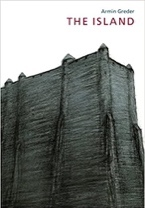 Armin Greder
THE ISLAND